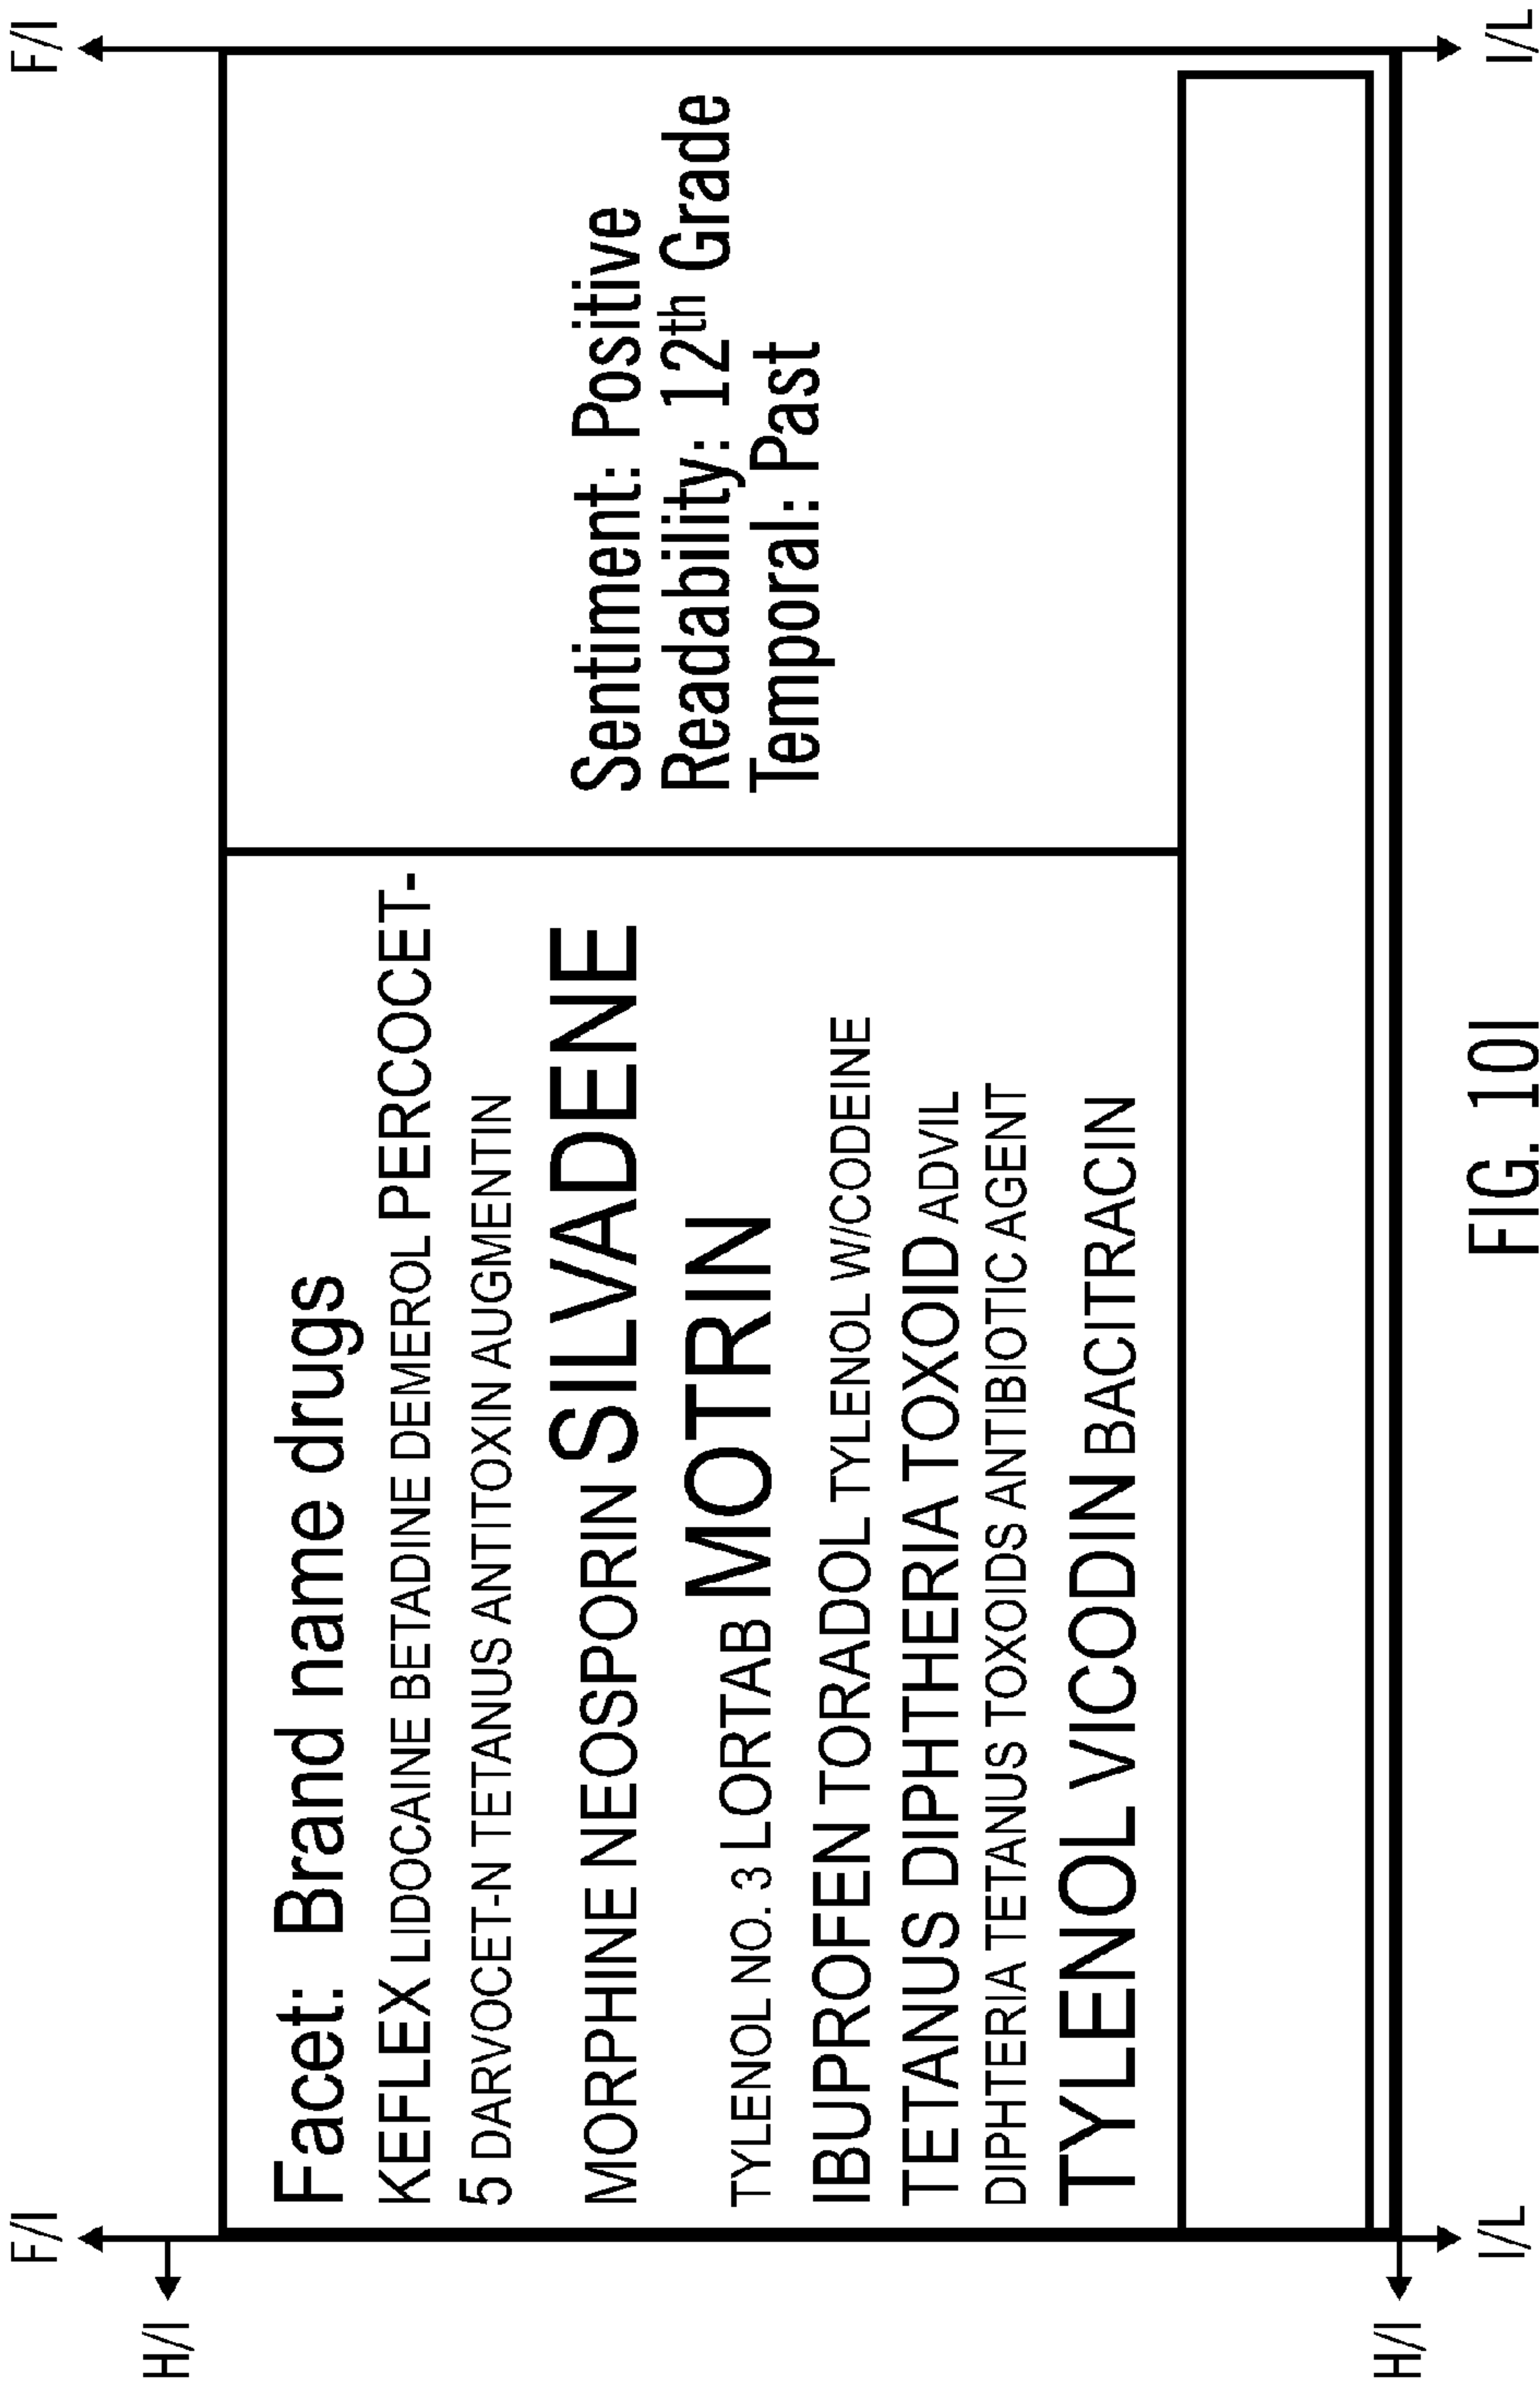 F/I
F/I
H/I
Facet: Brand name drugs
KEFLEX LIDOCAINE BETADINE DEMEROL PERCOCET-
5 DARVOCET-N TETANUS ANTITOXIN AUGMENTIN
MORPHINE NEOSPORIN SILVADENE
TYLENOL NO. 3 LORTAB MOTRIN
IBUPROFEN TORADOL TYLENOL W/CODEINE
TETANUS DIPHTHERIA TOXOID ADVIL
DIPHTERIA TETANUS TOXOIDS ANTIBIOTIC AGENT
TYLENOL VICODIN BACITRACIN
Sentiment: Positive
Readability: 12th Grade
Temporal: Past
H/I
I/L
I/L
FIG. 10I